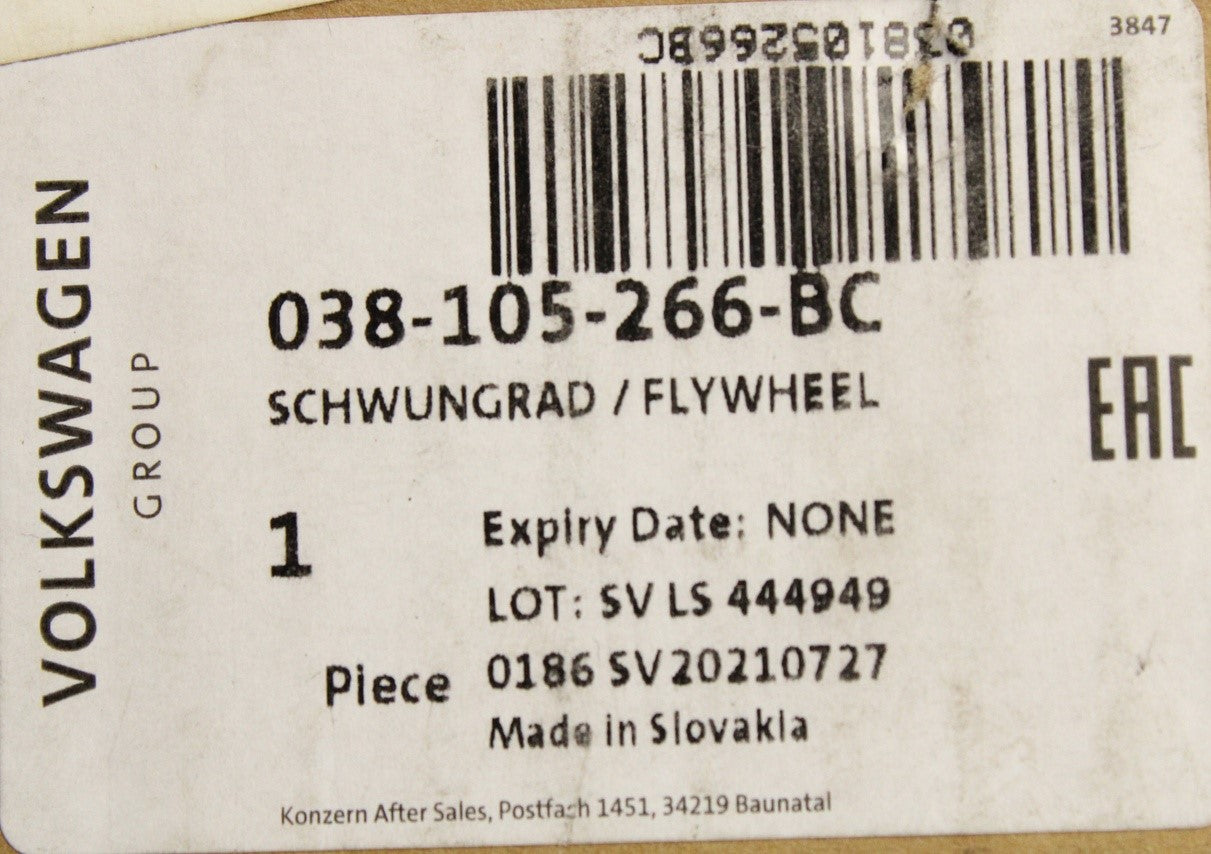 038105266BC
3847
VOLKSWAGEN
GROUP
038-105-266-BC
SCHWUNGRAD / FLYWHEEL
EAC
1
Piece
Expiry Date: NONE
LOT: SV LS 444949
0186 SV20210727
Made in Slovakia
Konzern After Sales, Postfach 1451, 34219 Baunatal